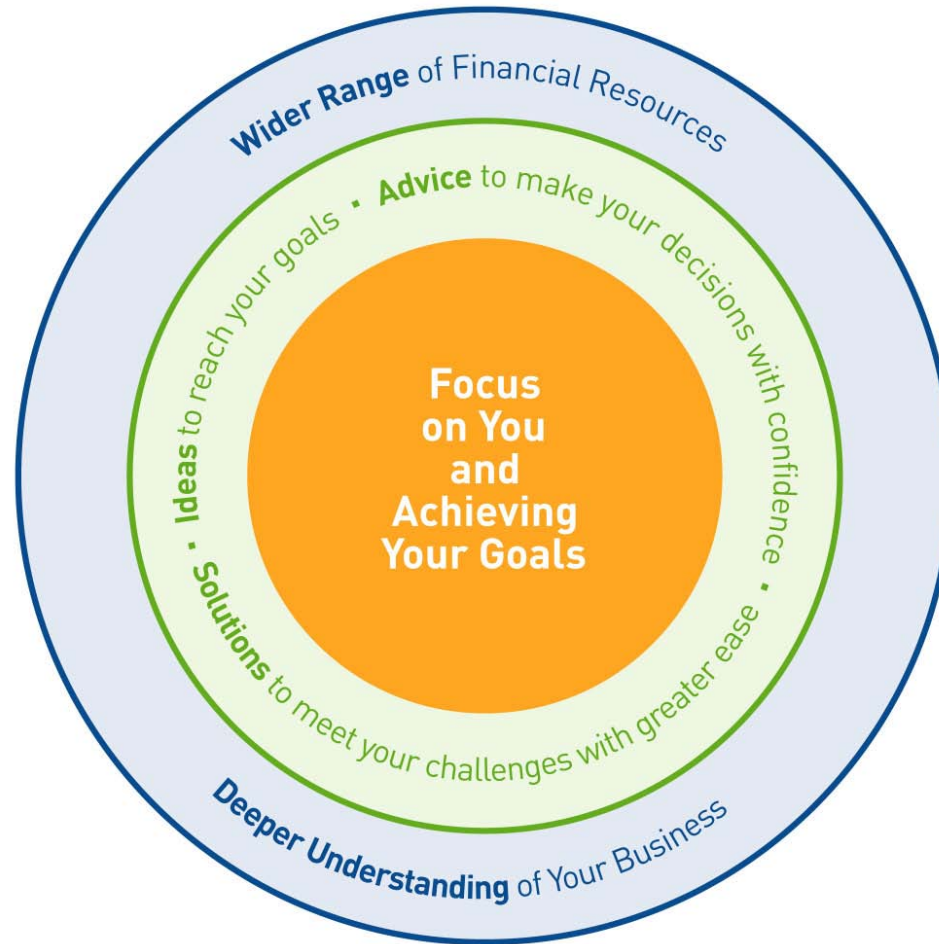 Wider Range of Financial Resources
Advice to make your decisions with confidence ▪
Solutions to meet your challenges with greater ease ▪
Ideas to reach your goals ▪
Focus
on You
and
Achieving
Your Goals
Deeper Understanding of Your Business